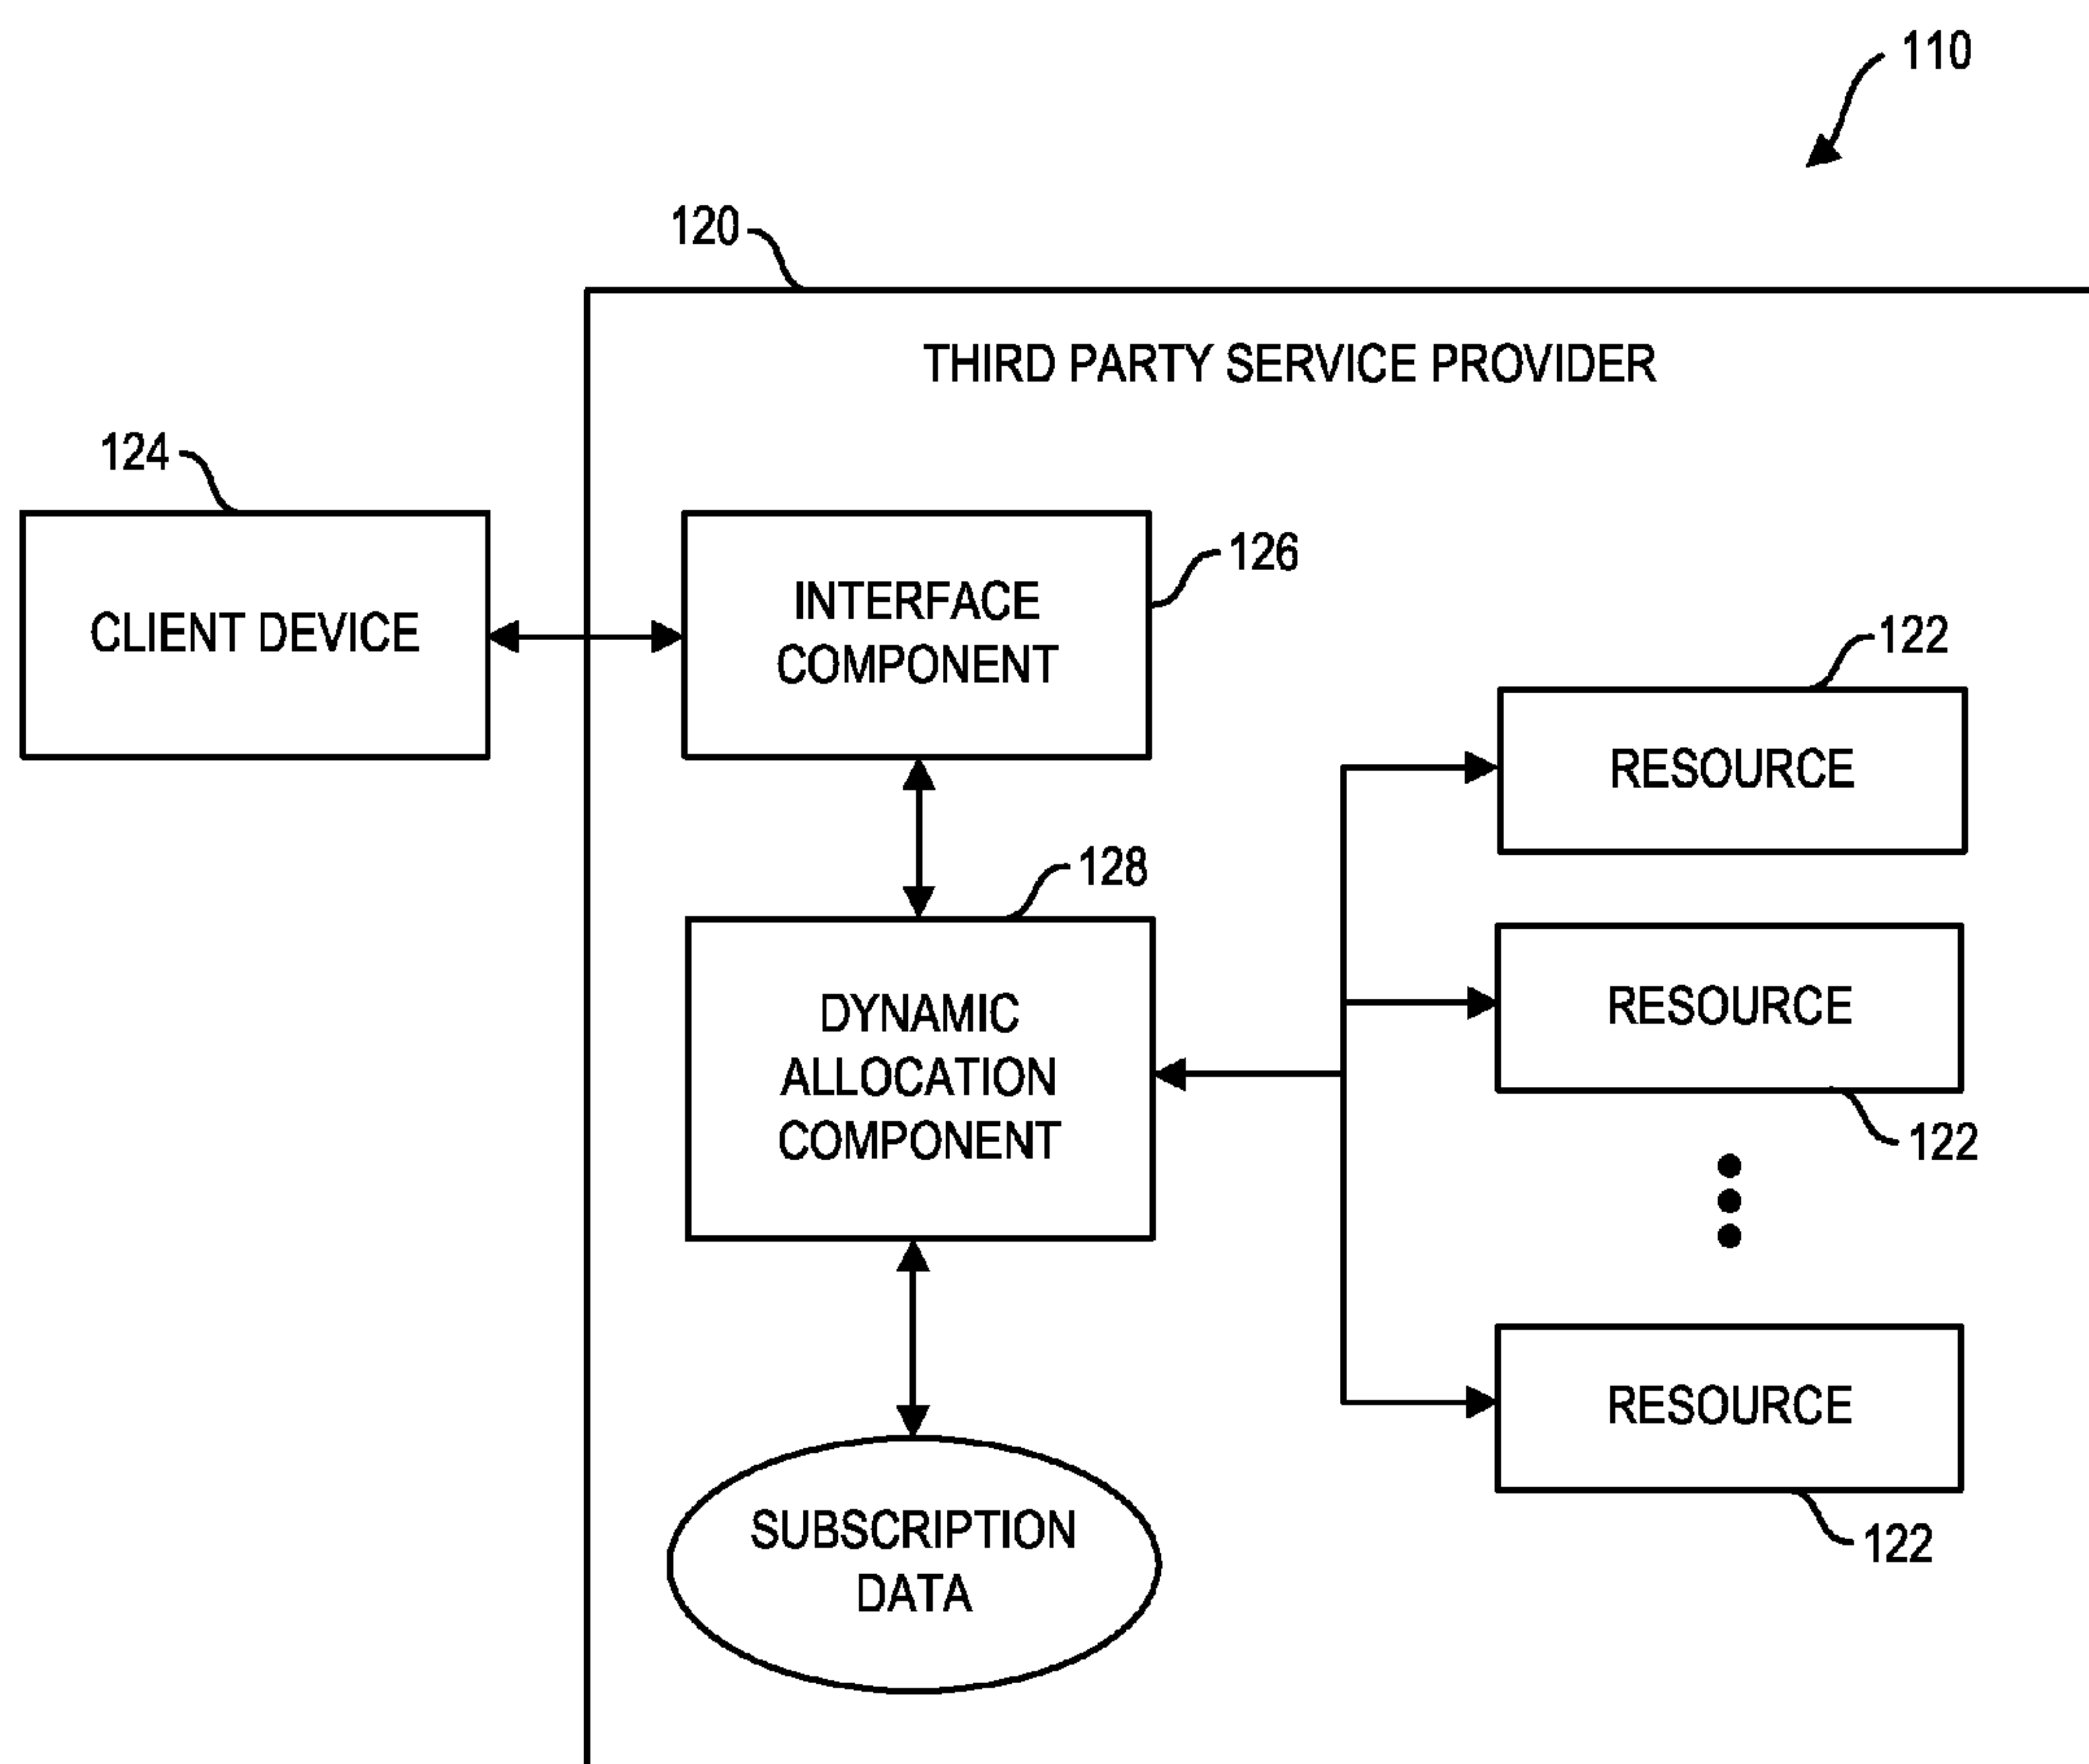 110
120
THIRD PARTY SERVICE PROVIDER
124
CLIENT DEVICE
INTERFACE
COMPONENT
126
122
RESOURCE
128
DYNAMIC
ALLOCATION
COMPONENT
RESOURCE
122
RESOURCE
122
SUBSCRIPTION
DATA